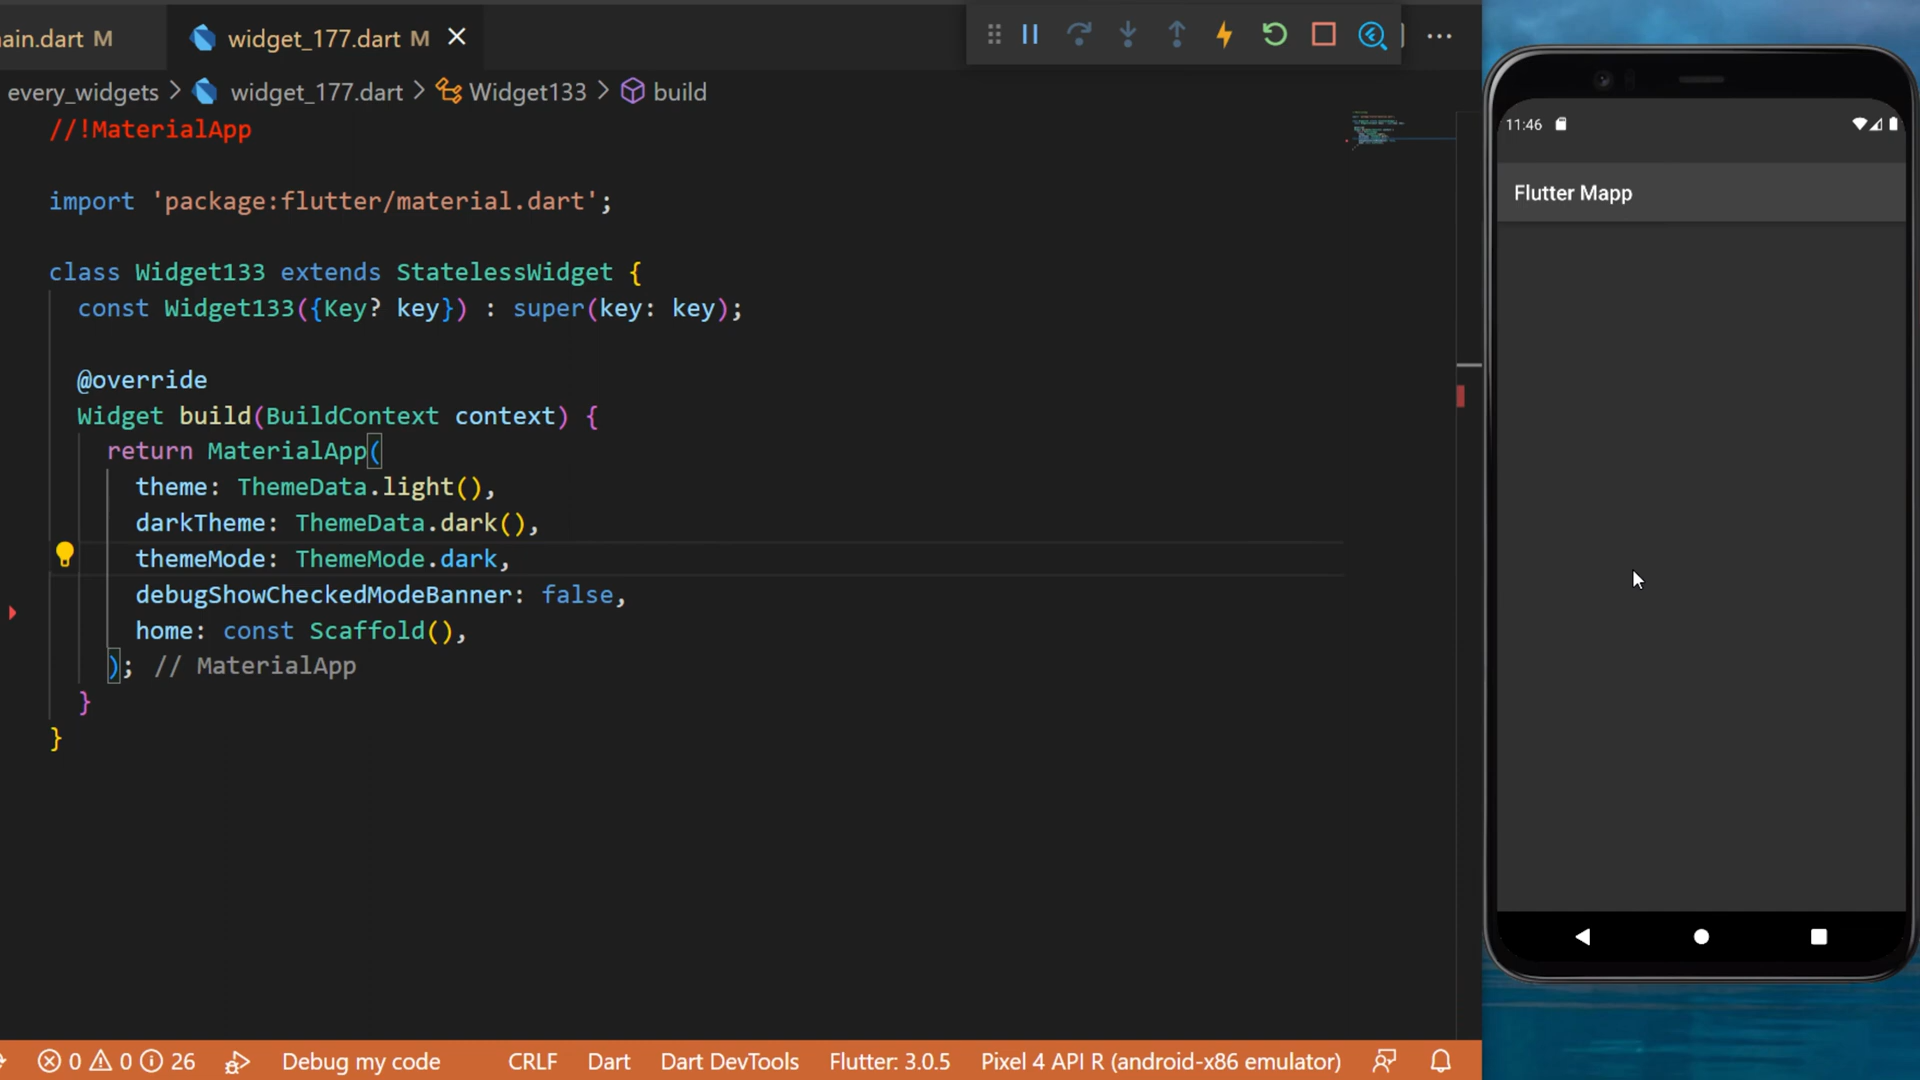 ain.dart M
widget_177.dart M
every_widgets > widget_177.dart > Widget133 > build
//!MaterialApp
import 'package:flutter/material.dart';
class Widget133 extends StatelessWidget {
const Widget133({Key? key}) : super(key: key);
@override
Widget build(BuildContext context) {
return MaterialApp(
theme: ThemeData.light(),
darkTheme: ThemeData.dark(),
themeMode: ThemeMode.dark,
debugShowCheckedModeBanner: false,
home: const Scaffold(),
); // MaterialApp
}
}
0 0 26 Debug my code CRLF Dart Dart DevTools Flutter: 3.0.5 Pixel 4 API R (android-x86 emulator)
11:46
Flutter Mapp